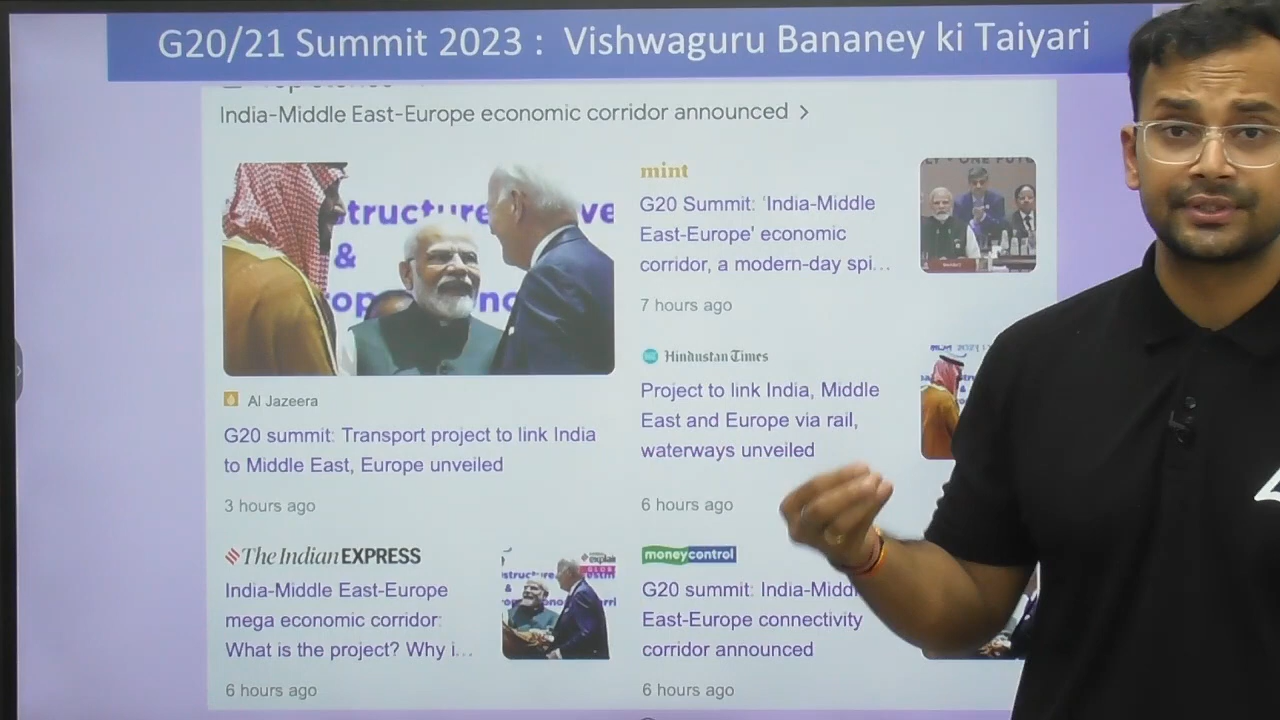 G20/21 Summit 2023 : Vishwaguru Bananey ki Taiyari
India-Middle East-Europe economic corridor announced >
tructure
ve
&
mint
G20 Summit: 'India-Middle
East-Europe' economic
corridor, a modern-day spi...
7 hours ago
Al Jazeera
G20 summit: Transport project to link India
to Middle East, Europe unveiled
3 hours ago
Hindustan Times
Project to link India, Middle
East and Europe via rail,
waterways unveiled
6 hours ago
The Indian EXPRESS
India-Middle East-Europe
mega economic corridor:
What is the project? Why i...
6 hours ago
moneycontrol
G20 summit: India-Midd
East-Europe connectivity
corridor announced
6 hours ago